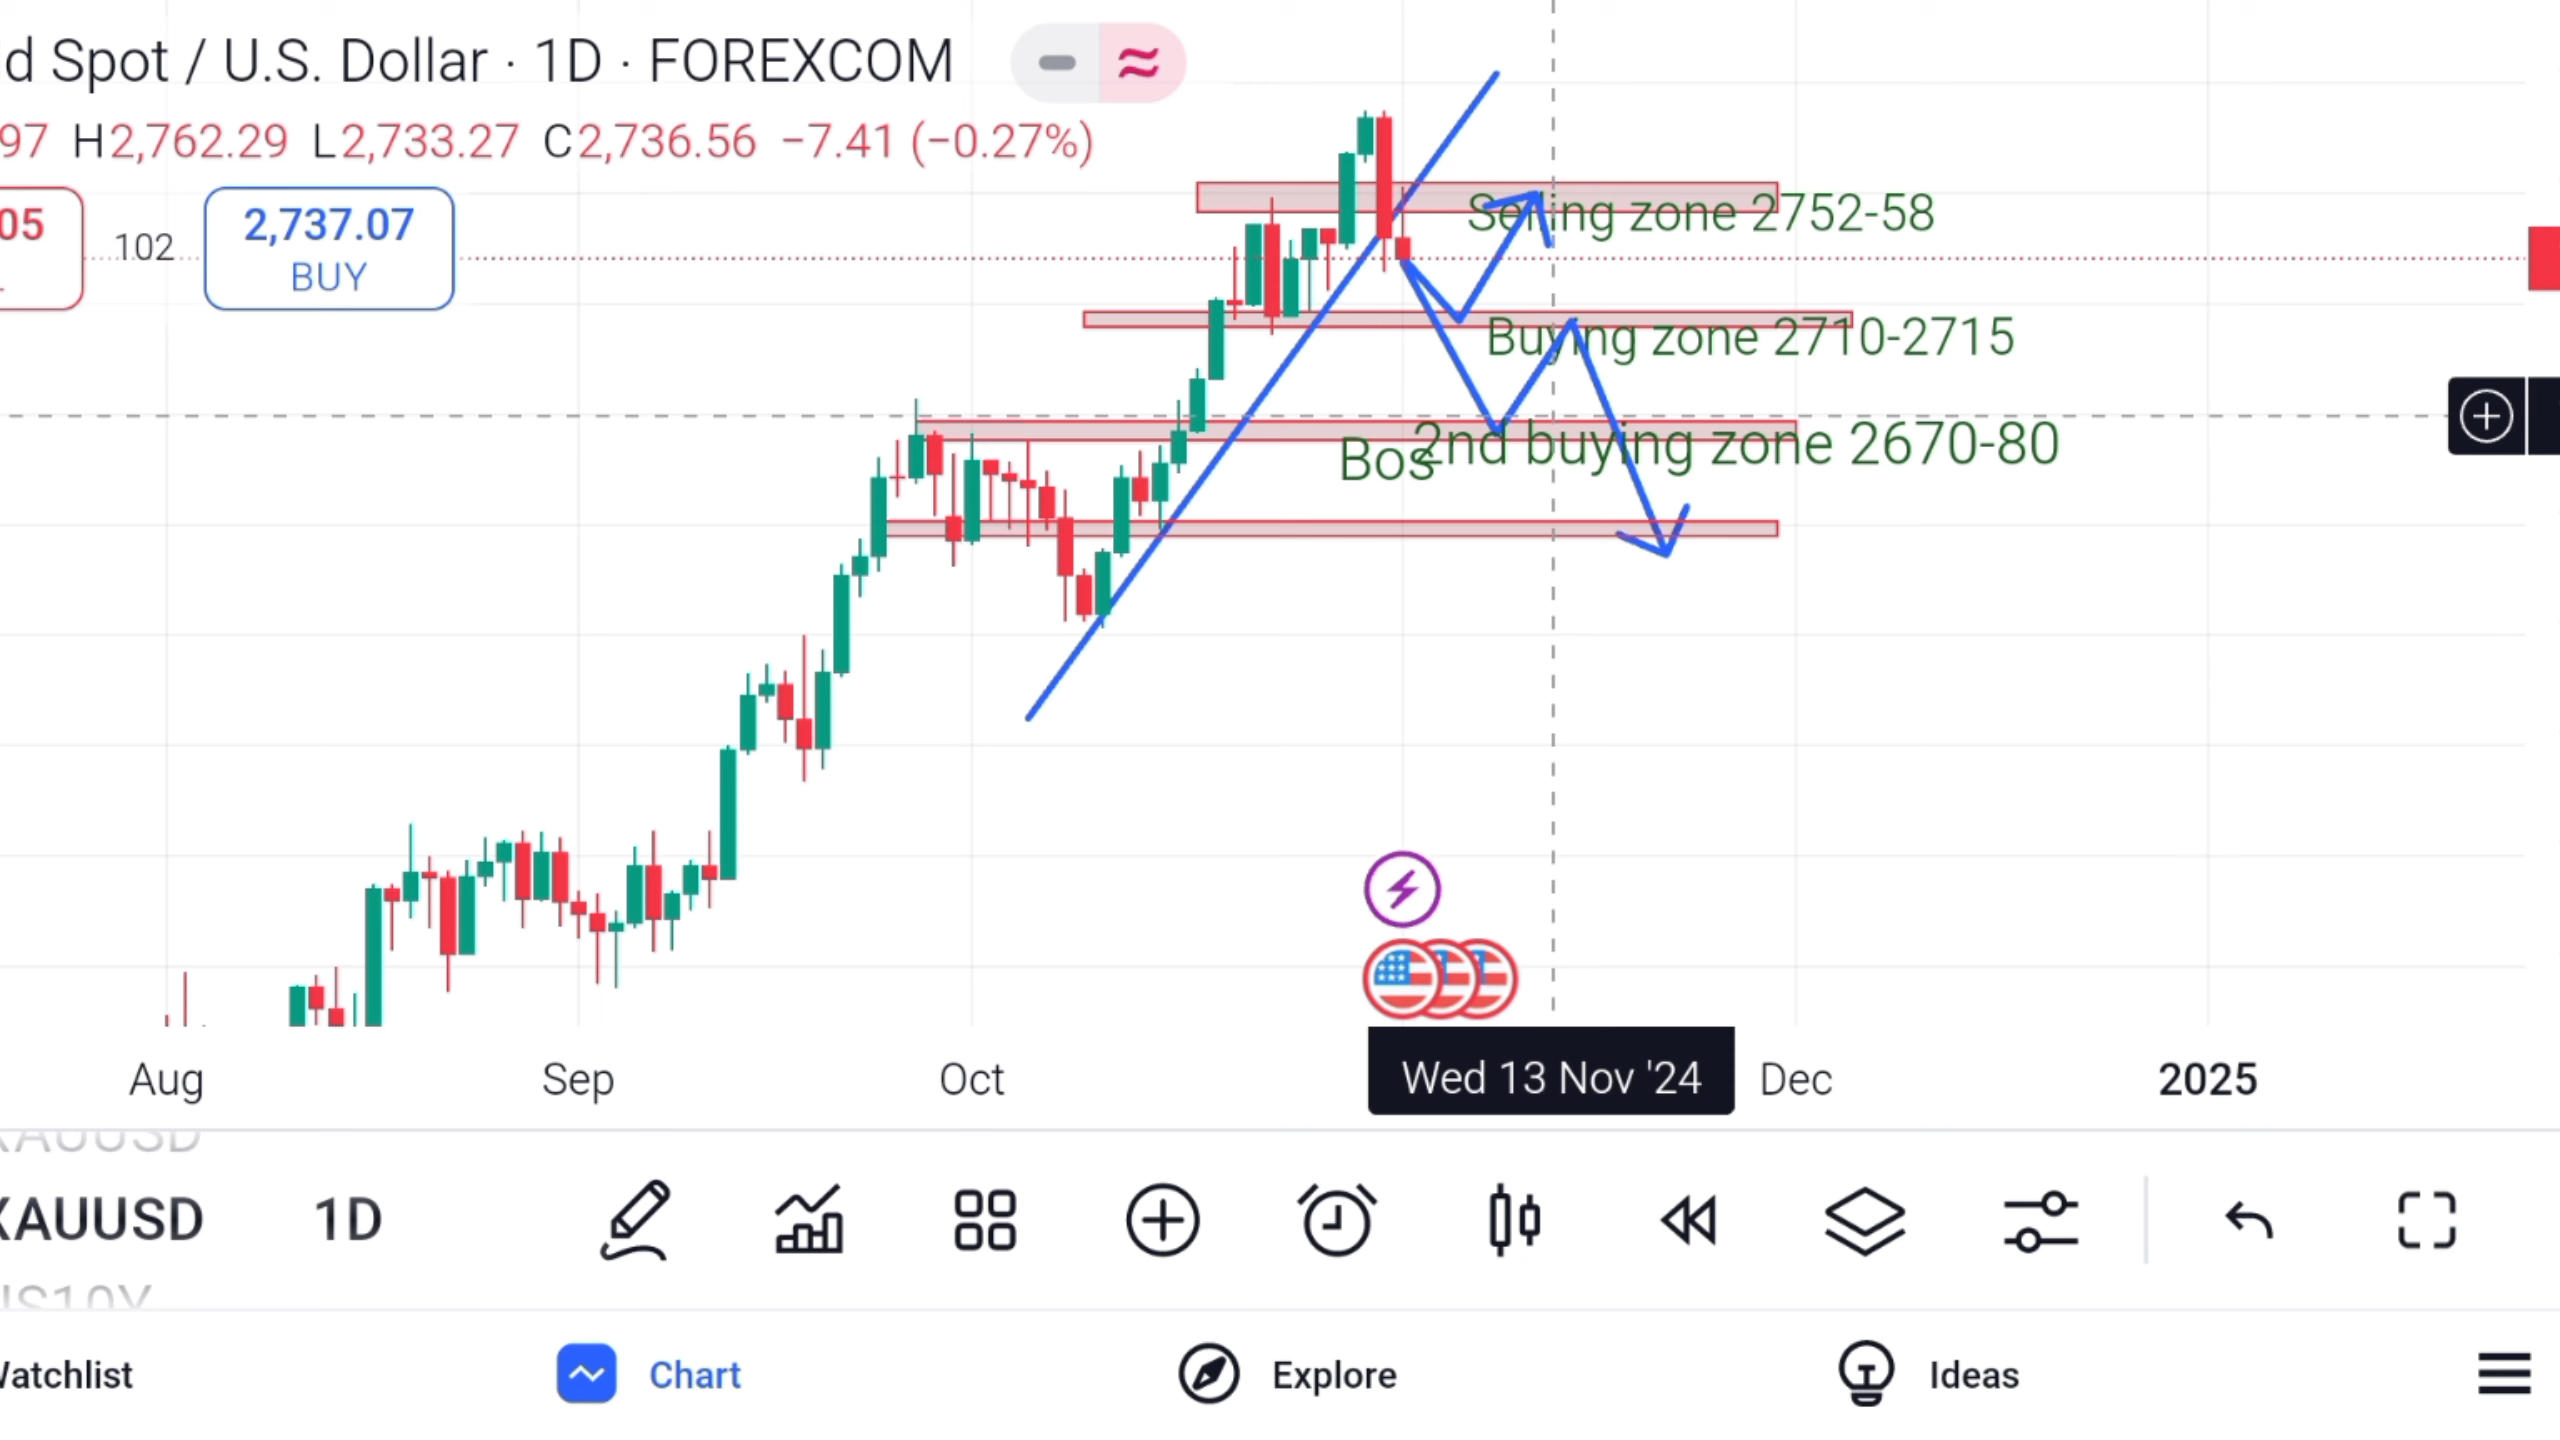 d Spot / U.S. Dollar · 1D · FOREXCOM
97 H2,762.29 L2,733.27 C2,736.56 −7.41 (−0.27%)
05
102
2,737.07
BUY
Selling zone 2752-58
Buying zone 2710-2715
Bos
2nd buying zone 2670-80
Aug Sep Oct Wed 13 Nov '24 Dec 2025
XAUUSD
XAUUSD 1D
US10Y
Watchlist Chart Explore Ideas